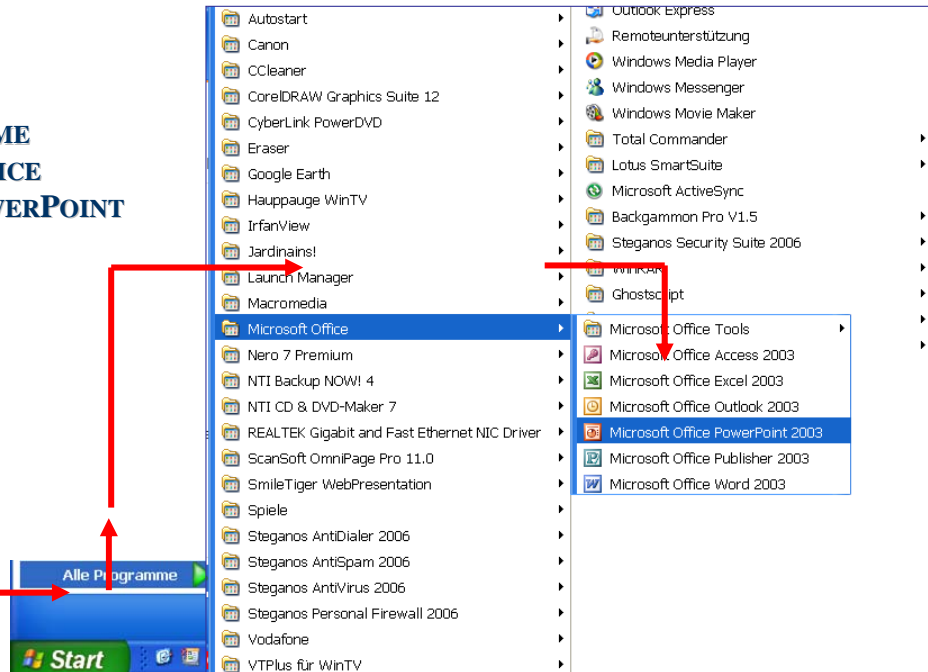 ME
ICE
WERPOINT
Autostart
Canon
CCleaner
CorelDRAW Graphics Suite 12
CyberLink PowerDVD
Eraser
Google Earth
Hauppauge WinTV
IrfanView
Jardinains!
Launch Manager
Macromedia
Microsoft Office
Nero 7 Premium
NTI Backup NOW! 4
NTI CD & DVD-Maker 7
REALTEK Gigabit and Fast Ethernet NIC Driver
ScanSoft OmniPage Pro 11.0
SmileTiger WebPresentation
Spiele
Steganos AntiDialer 2006
Steganos AntiSpam 2006
Steganos AntiVirus 2006
Steganos Personal Firewall 2006
Vodafone
VTPlus für WinTV
Outlook Express
Remoteunterstützung
Windows Media Player
Windows Messenger
Windows Movie Maker
Total Commander
Lotus SmartSuite
Microsoft ActiveSync
Backgammon Pro V1.5
Steganos Security Suite 2006
WinRAR
Ghostscript
Microsoft Office Tools
Microsoft Office Access 2003
Microsoft Office Excel 2003
Microsoft Office Outlook 2003
Microsoft Office PowerPoint 2003
Microsoft Office Publisher 2003
Microsoft Office Word 2003
Alle Programme
Start